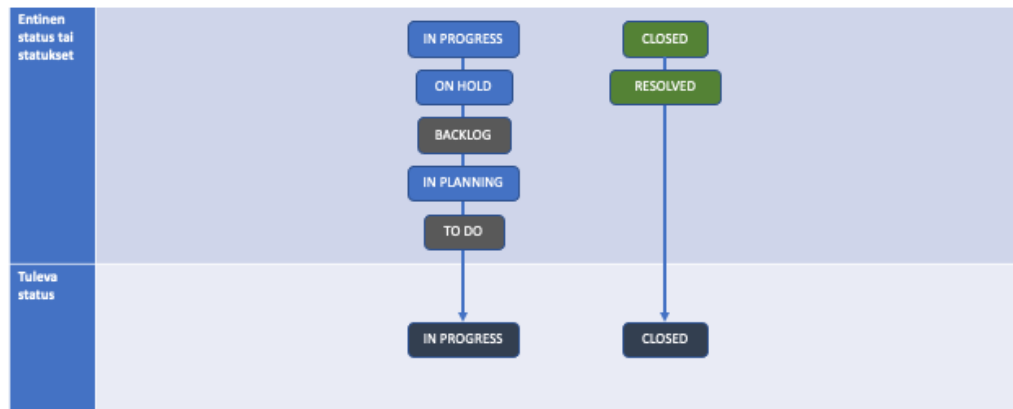 Entinen
status tai
statukset
IN PROGRESS
CLOSED
ON HOLD
RESOLVED
BACKLOG
IN PLANNING
TO DO
Tuleva
status
IN PROGRESS
CLOSED